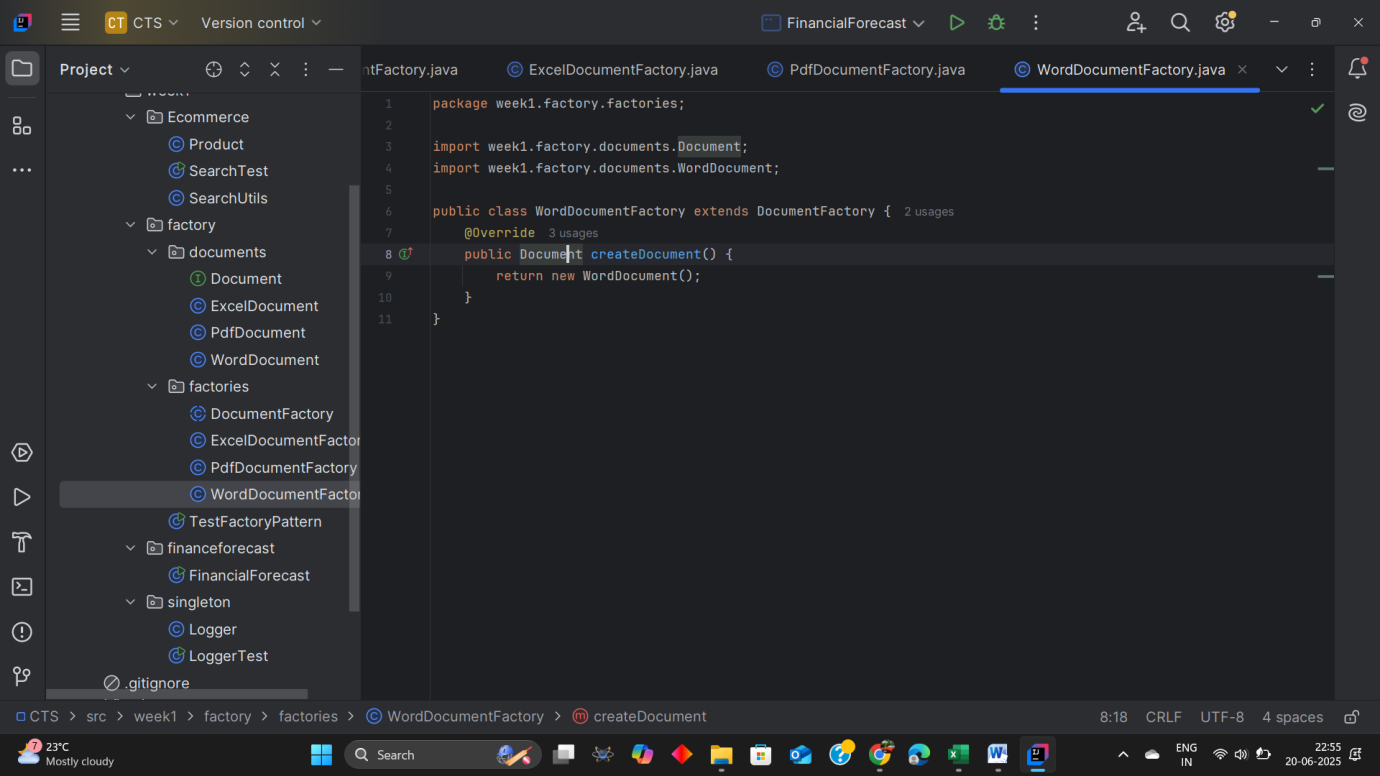 CT CTS Version control FinancialForecast
Project
ntFactory.java ExcelDocumentFactory.java PdfDocumentFactory.java WordDocumentFactory.java
Ecommerce
Product
SearchTest
SearchUtils
factory
documents
Document
ExcelDocument
PdfDocument
WordDocument
factories
DocumentFactory
ExcelDocumentFactor
PdfDocumentFactory
WordDocumentFactor
TestFactoryPattern
financeforecast
FinancialForecast
singleton
Logger
LoggerTest
.gitignore
1 package week1.factory.factories;
2
3 import week1.factory.documents.Document;
4 import week1.factory.documents.WordDocument;
5
6 public class WordDocumentFactory extends DocumentFactory { 2 usages
7 @Override 3 usages
8 public Document createDocument() {
9 return new WordDocument();
10 }
11 }
CTS > src > week1 > factory > factories > WordDocumentFactory > createDocument 8:18 CRLF UTF-8 4 spaces
7 23°C
Mostly cloudy
Search
ENG
IN
22:55
20-06-2025